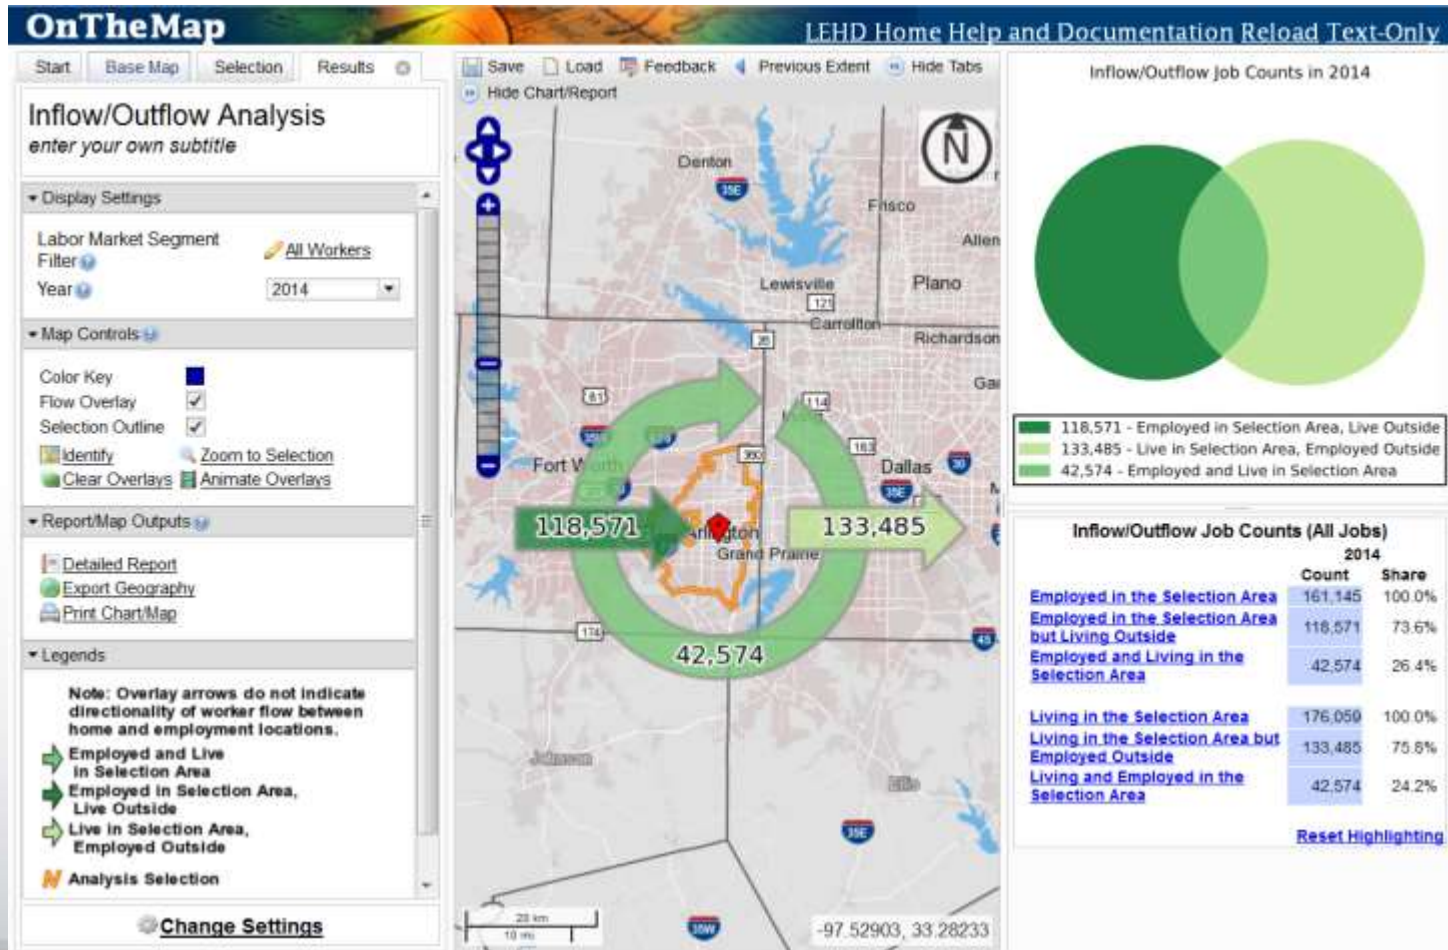 OnTheMap
LEHD Home Help and Documentation Reload Text-Only
Start Base Map Selection Results
Save Load Feedback Previous Extent Hide Tabs
Hide Chart/Report
Inflow/Outflow Analysis
enter your own subtitle
Display Settings
Labor Market Segment
Filter
All Workers
Year
2014
Map Controls
Color Key
Flow Overlay
Selection Outline
Identify Zoom to Selection
Clear Overlays Animate Overlays
Report/Map Outputs
Detailed Report
Export Geography
Print Chart/Map
Legends
Note: Overlay arrows do not indicate
directionality of worker flow between
home and employment locations.
Employed and Live
in Selection Area
Employed in Selection Area,
Live Outside
Live in Selection Area,
Employed Outside
Analysis Selection
Change Settings
N
Denton
35E
Frisco
Allen
Lewisville
Plano
121
Carrollton
26
Richardson
114
360
183
Fort Worth
Dallas
30
35E
118,571
Arlington
133,485
Grand Prairie
174
45
42,574
Johnson
Ellis
35E
20 km
10 mi
35W
-97.52903, 33.28233
Inflow/Outflow Job Counts in 2014
118,571 - Employed in Selection Area, Live Outside
133,485 - Live in Selection Area, Employed Outside
42,574 - Employed and Live in Selection Area
Inflow/Outflow Job Counts (All Jobs)
2014
Count Share
Employed in the Selection Area 161,145 100.0%
Employed in the Selection Area
but Living Outside 118,571 73.6%
Employed and Living in the
Selection Area 42,574 26.4%
Living in the Selection Area 176,059 100.0%
Living in the Selection Area but
Employed Outside 133,485 75.8%
Living and Employed in the
Selection Area 42,574 24.2%
Reset Highlighting